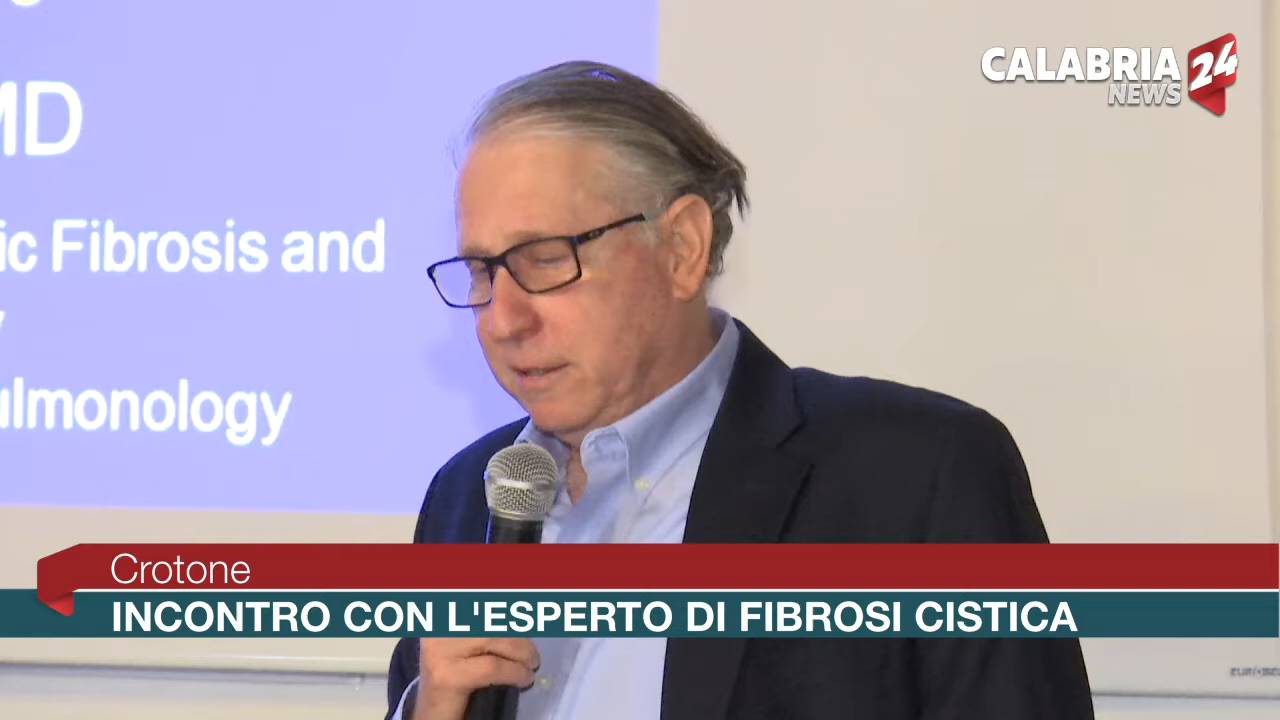 MD
ic Fibrosis and
ulmonology
CALABRIA
24
NEWS
Crotone
INCONTRO CON L'ESPERTO DI FIBROSI CISTICA